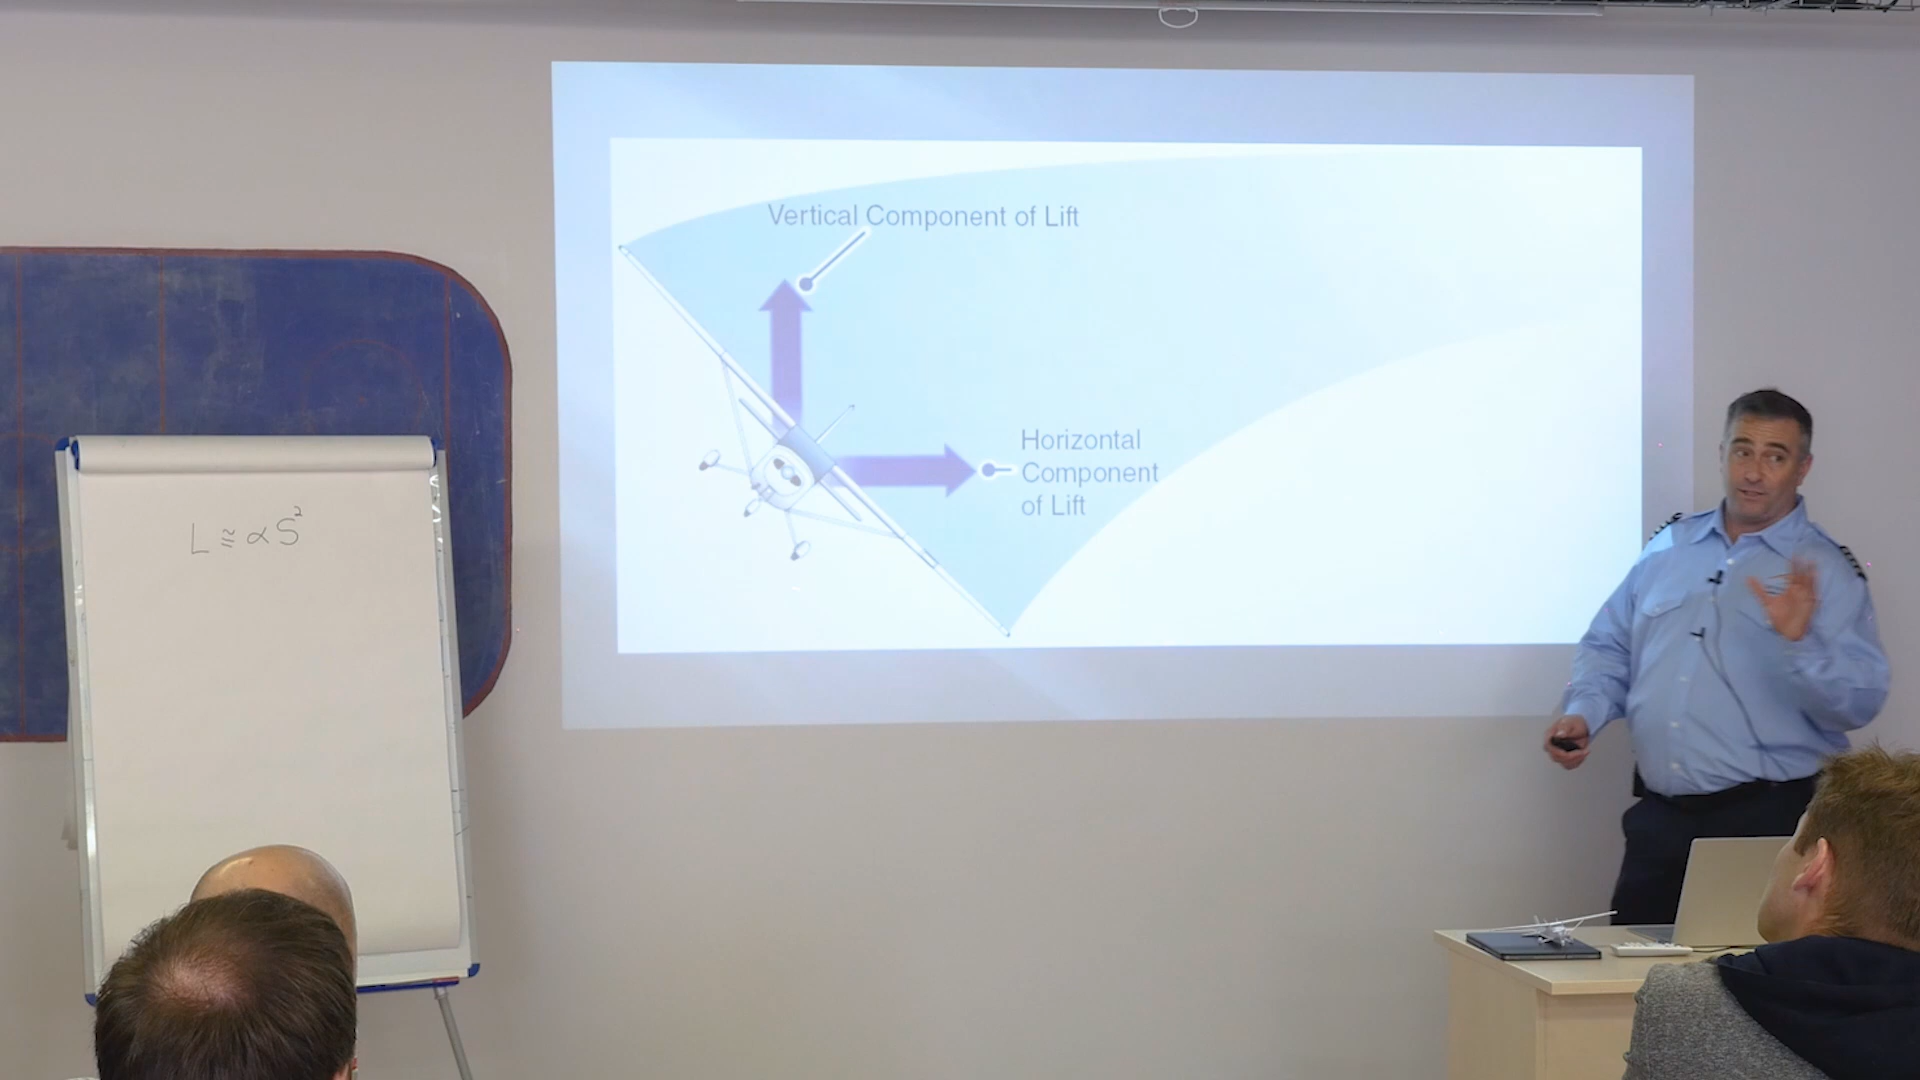 Vertical Component of Lift
Horizontal
Component
of Lift
L ≅ α S²